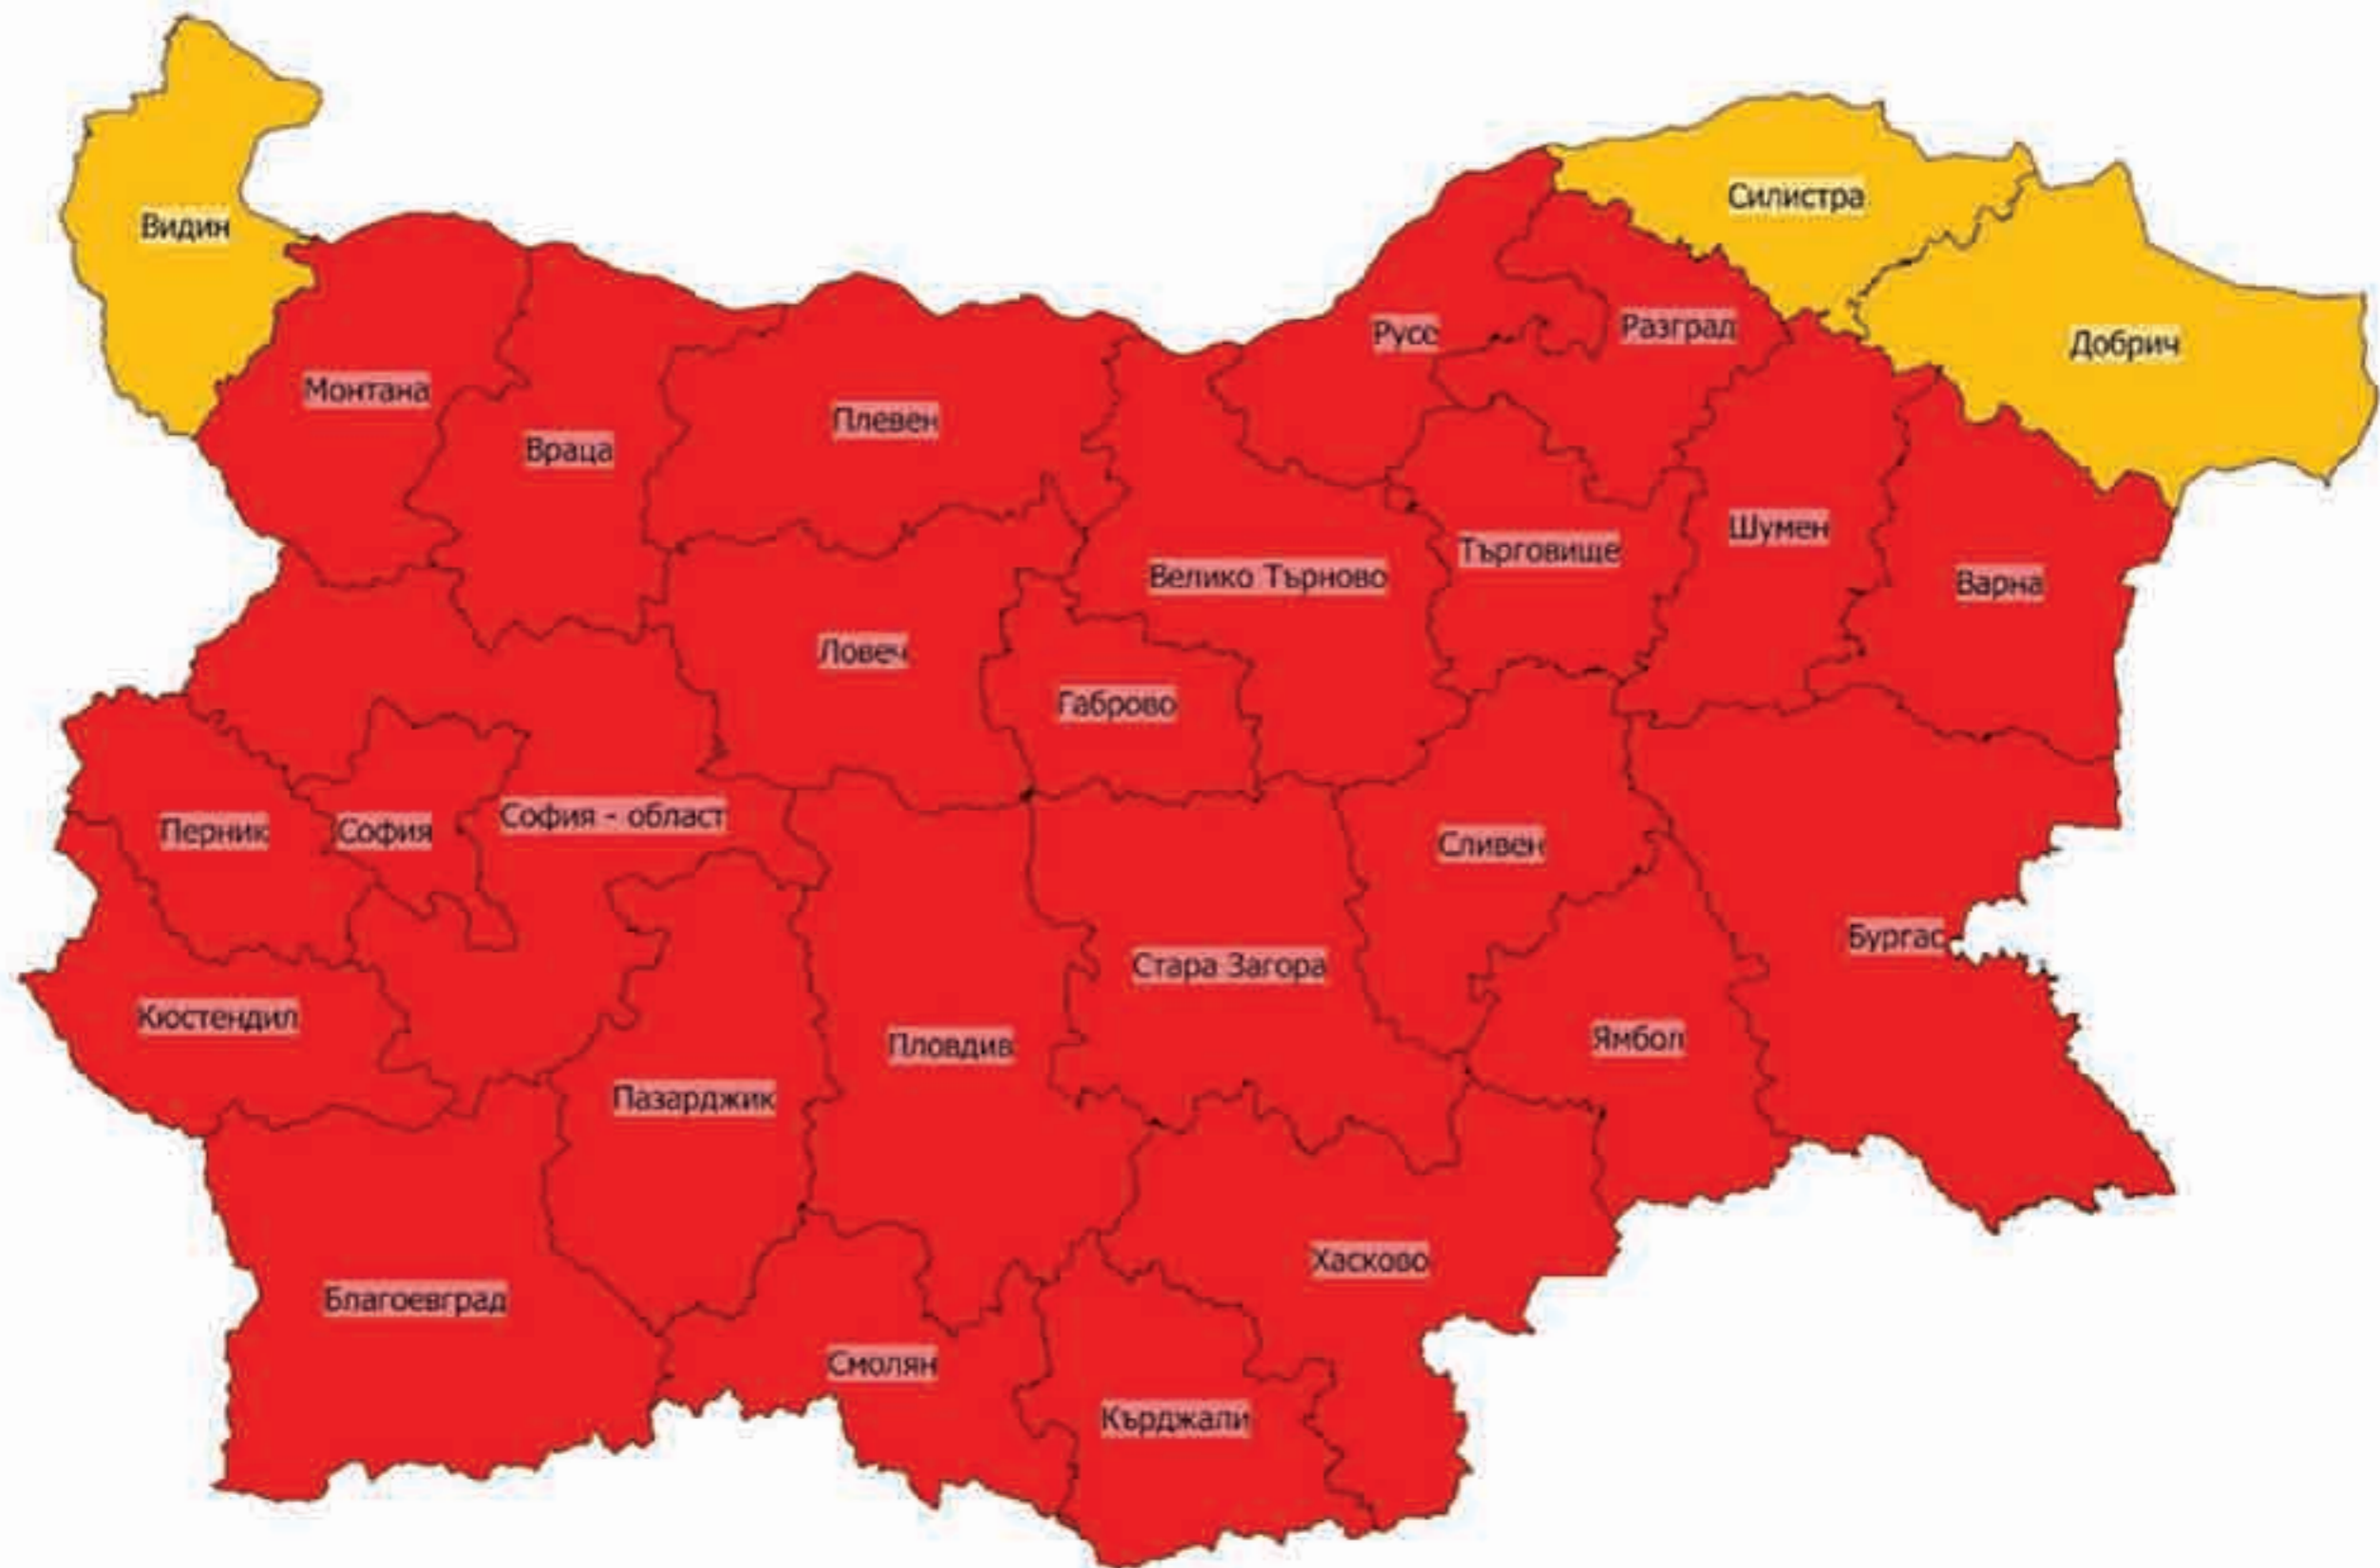 Видин
Силистра
Добрич
Русе
Разград
Монтана
Враца
Плевен
Велико Търново
Търговище
Шумен
Варна
Ловеч
Габрово
Перник
София
София - област
Сливен
Бургас
Стара Загора
Кюстендил
Пловдив
Ямбол
Пазарджик
Хасково
Благоевград
Смолян
Кърджали